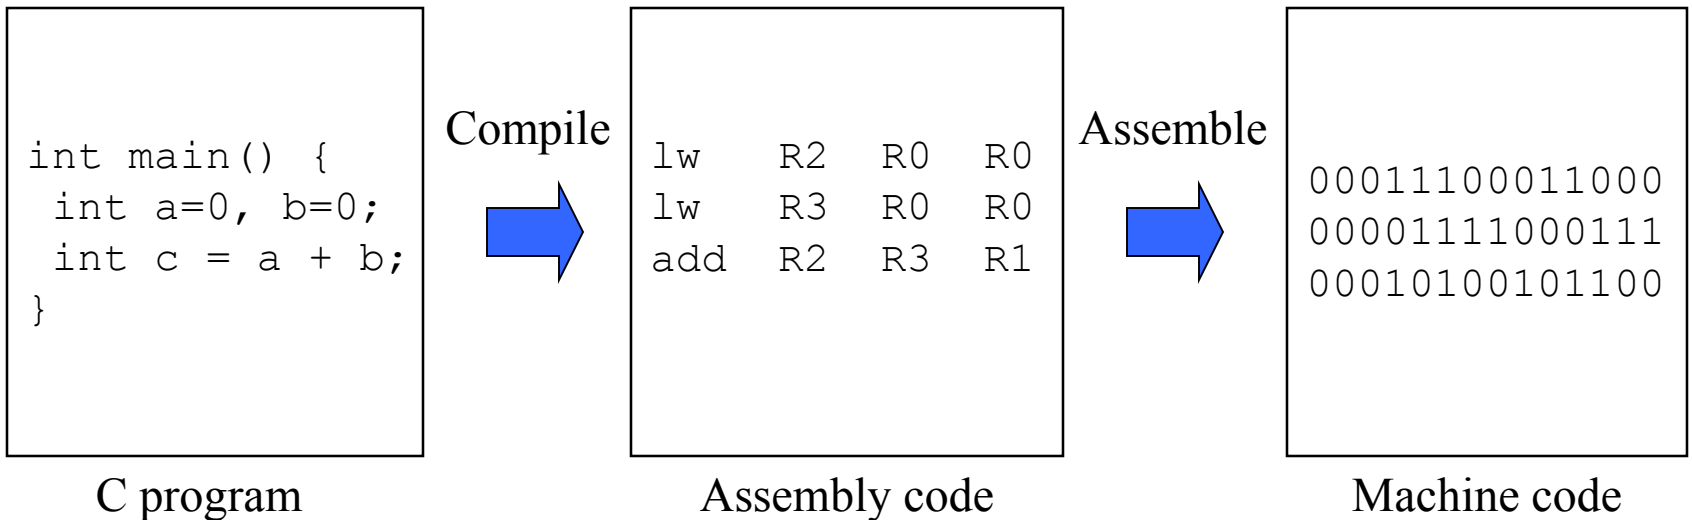 int main() {
int a=0, b=0;
int c = a + b;
}
C program
Compile
lw R2 R0 R0
lw R3 R0 R0
add R2 R3 R1
Assembly code
Assemble
00011100011000
00001111000111
00010100101100
Machine code